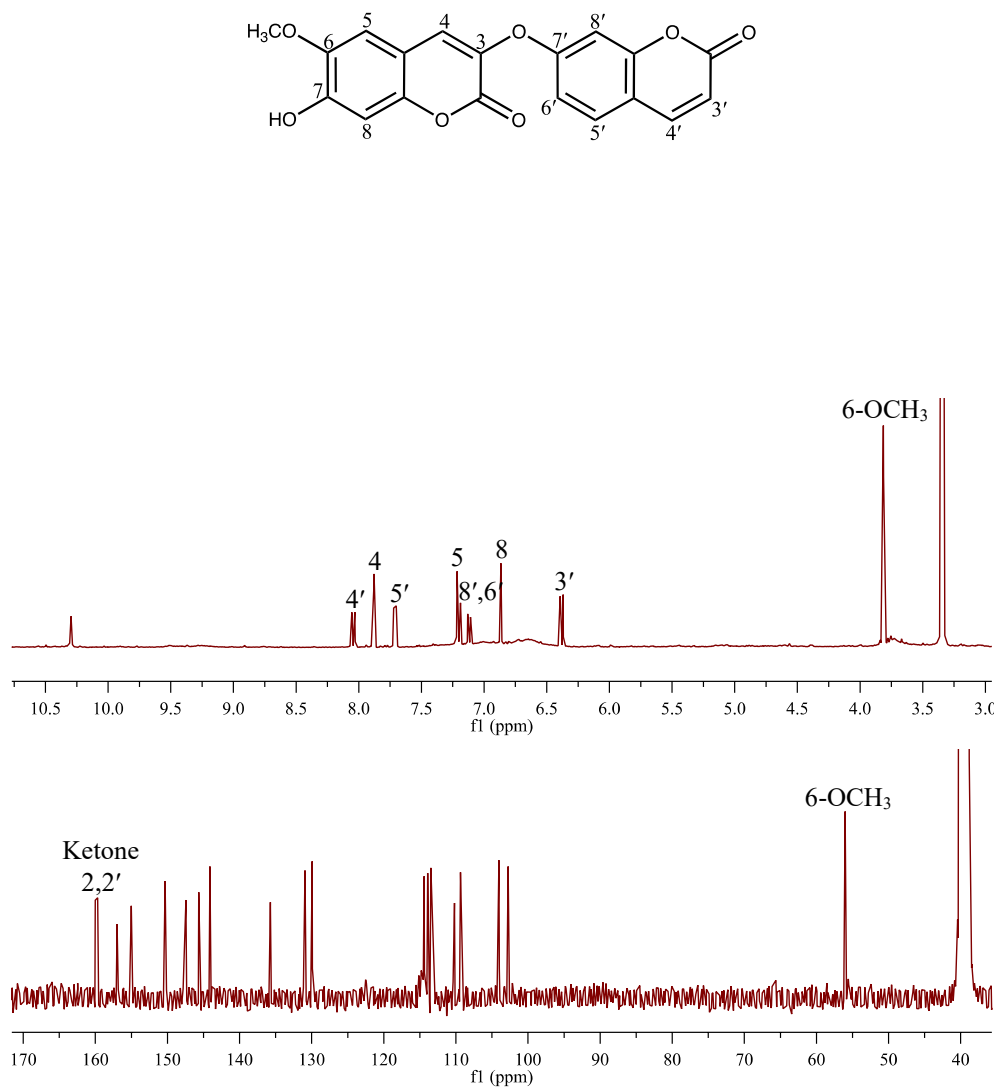 H3CO 5 4 O 8′ O O
6 3 7′
7 6′ 3′
HO 8 O O 5′ 4′
6-OCH3
4 5 8
4′ 5′ 8′,6′ 3′
10.5 10.0 9.5 9.0 8.5 8.0 7.5 7.0 6.5 6.0 5.5 5.0 4.5 4.0 3.5 3.0
f1 (ppm)
6-OCH3
Ketone
2,2′
170 160 150 140 130 120 110 100 90 80 70 60 50 40
f1 (ppm)